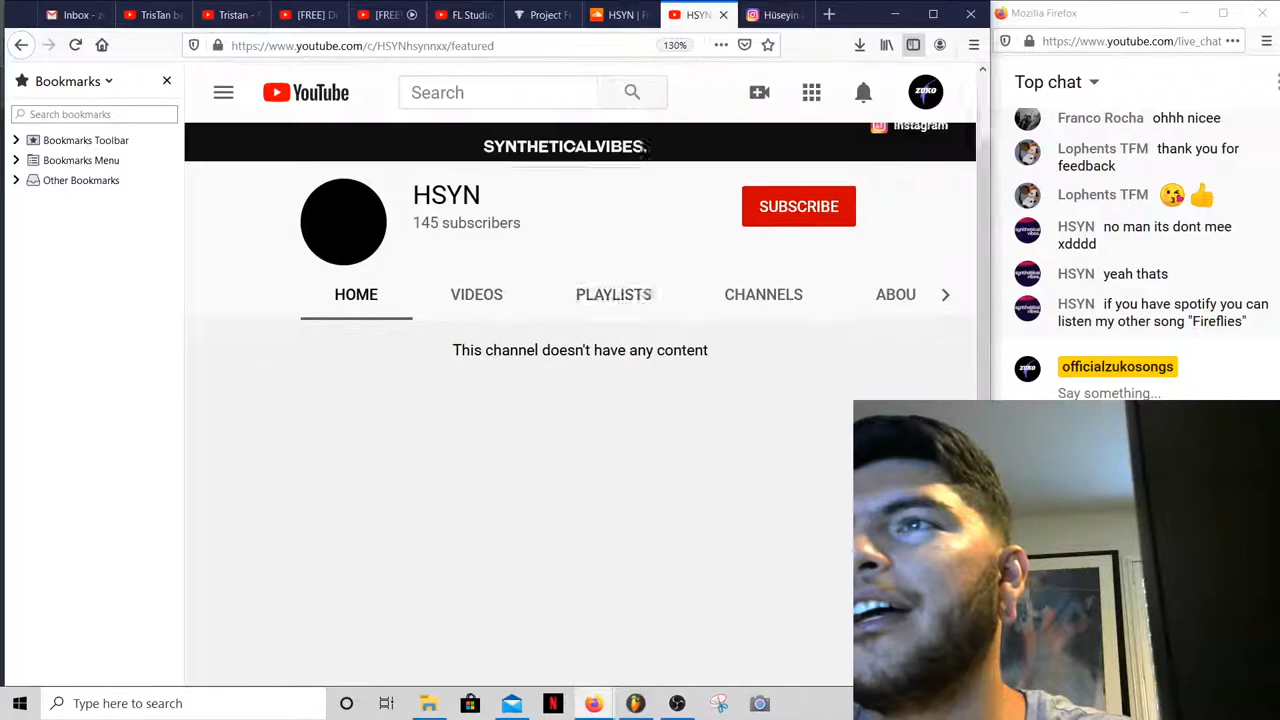 Inbox - z
TrisTan be
Tristan -
[FREE] Di
[FREE]
FL Studio
Project F
HSYN | F
HSYN
Hüseyin
Mozilla Firefox
https://www.youtube.com/c/HSYNhsynnxx/featured
130%
https://www.youtube.com/live_chat
Bookmarks
Search bookmarks
Bookmarks Toolbar
Bookmarks Menu
Other Bookmarks
YouTube
Search
ZUKO
Instagram
SYNTHETICALVIBES.
HSYN
145 subscribers
SUBSCRIBE
HOME VIDEOS PLAYLISTS CHANNELS ABOU
This channel doesn't have any content
Top chat
Franco Rocha ohhh nicee
Lophents TFM thank you for
feedback
Lophents TFM 😘👍
HSYN no man its dont mee
xdddd
HSYN yeah thats
HSYN if you have spotify you can
listen my other song "Fireflies"
ZUKO
officialzukosongs
Say something...
Type here to search